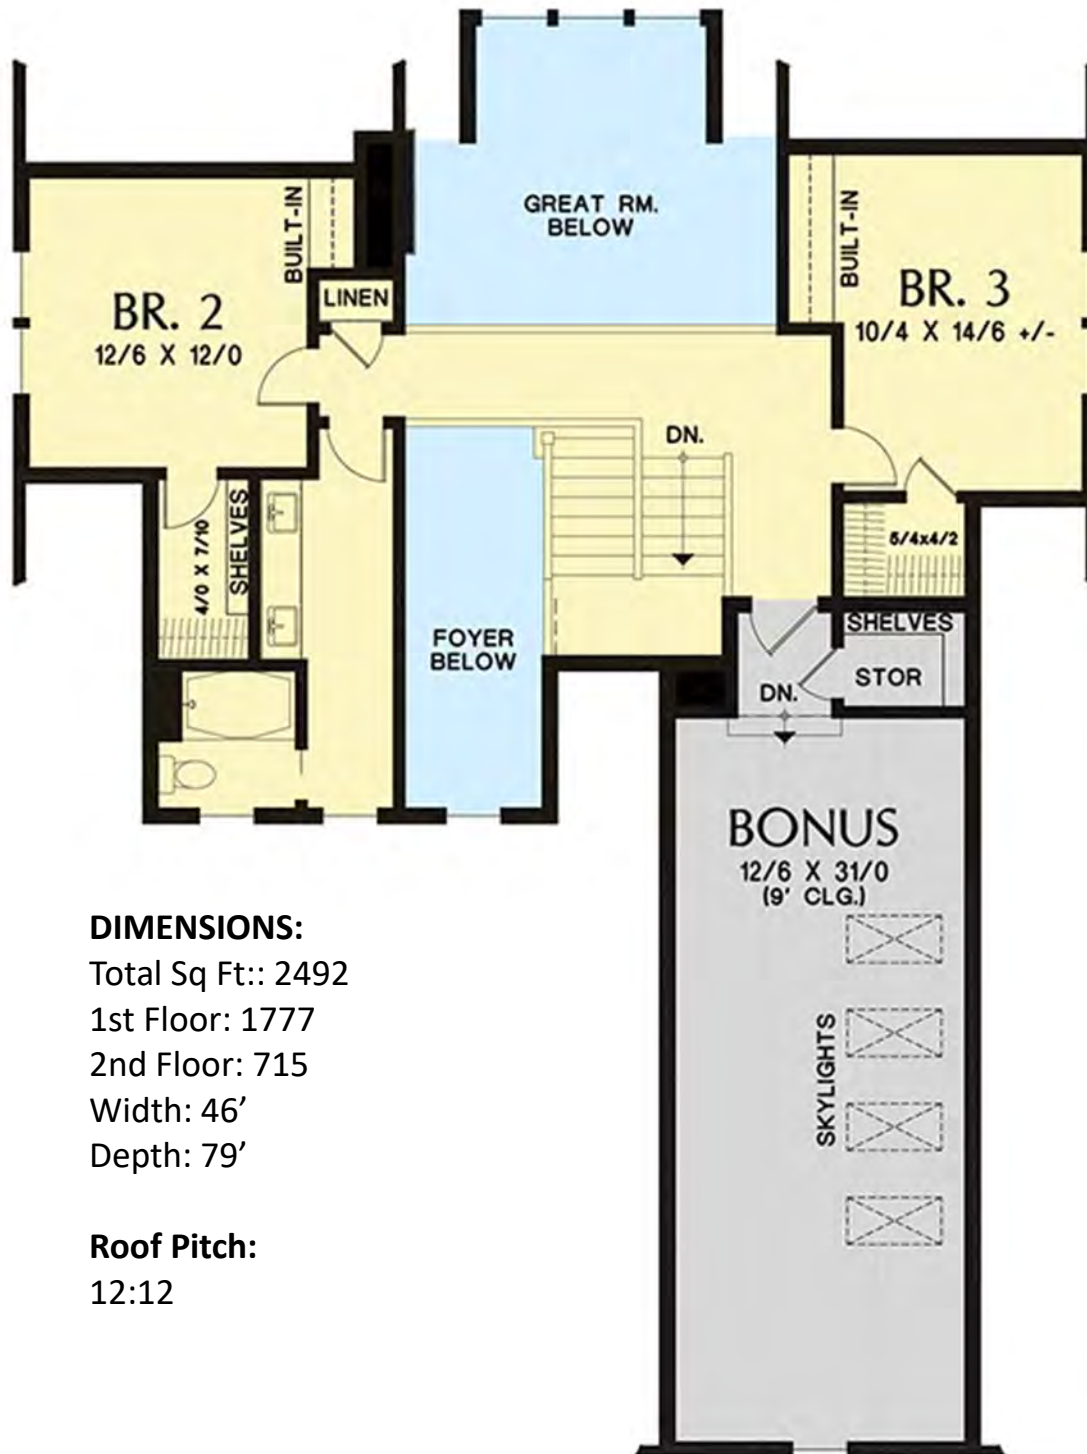 GREAT RM.
BELOW
BUILT-IN
BUILT-IN
LINEN
BR. 2
12/6 X 12/0
BR. 3
10/4 X 14/6 +/-
DN.
SHELVES
4/0 X 7/10
5/4x4/2
FOYER
BELOW
SHELVES
STOR
DN.
BONUS
12/6 X 31/0
(9' CLG.)
SKYLIGHTS
DIMENSIONS:
Total Sq Ft:: 2492
1st Floor: 1777
2nd Floor: 715
Width: 46’
Depth: 79’
Roof Pitch:
12:12